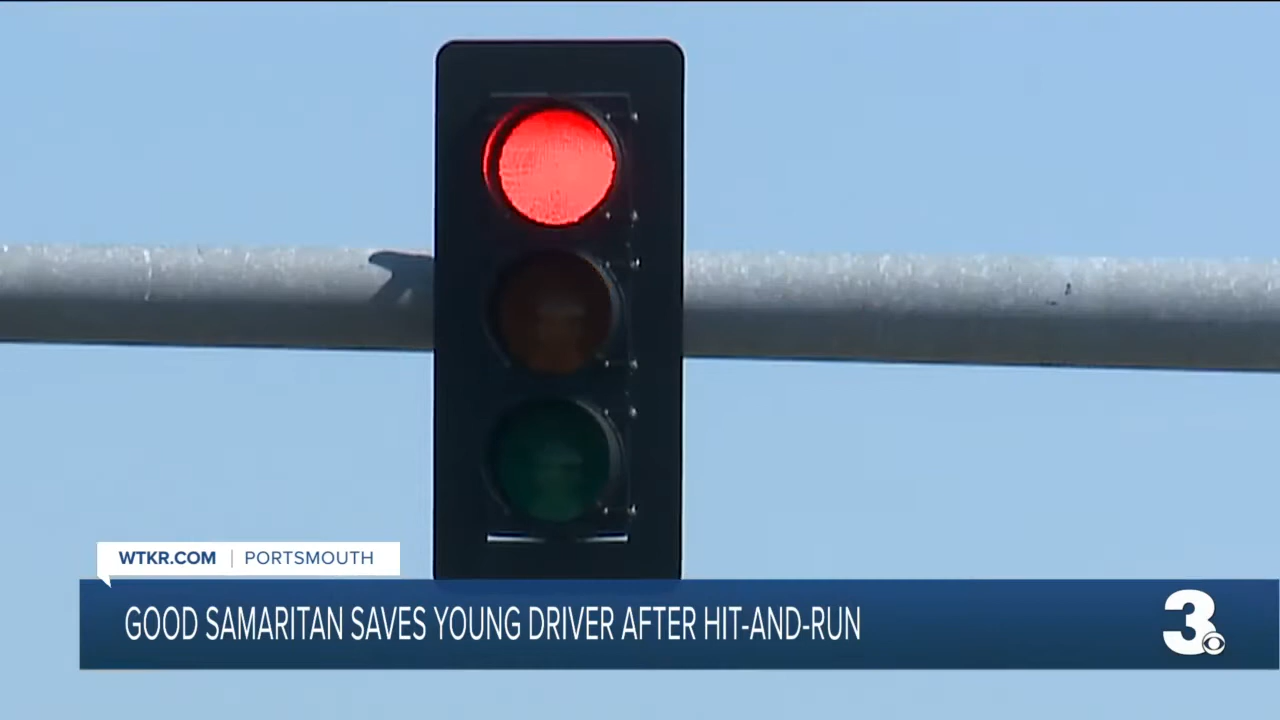 WTKR.COM | PORTSMOUTH
GOOD SAMARITAN SAVES YOUNG DRIVER AFTER HIT-AND-RUN
3